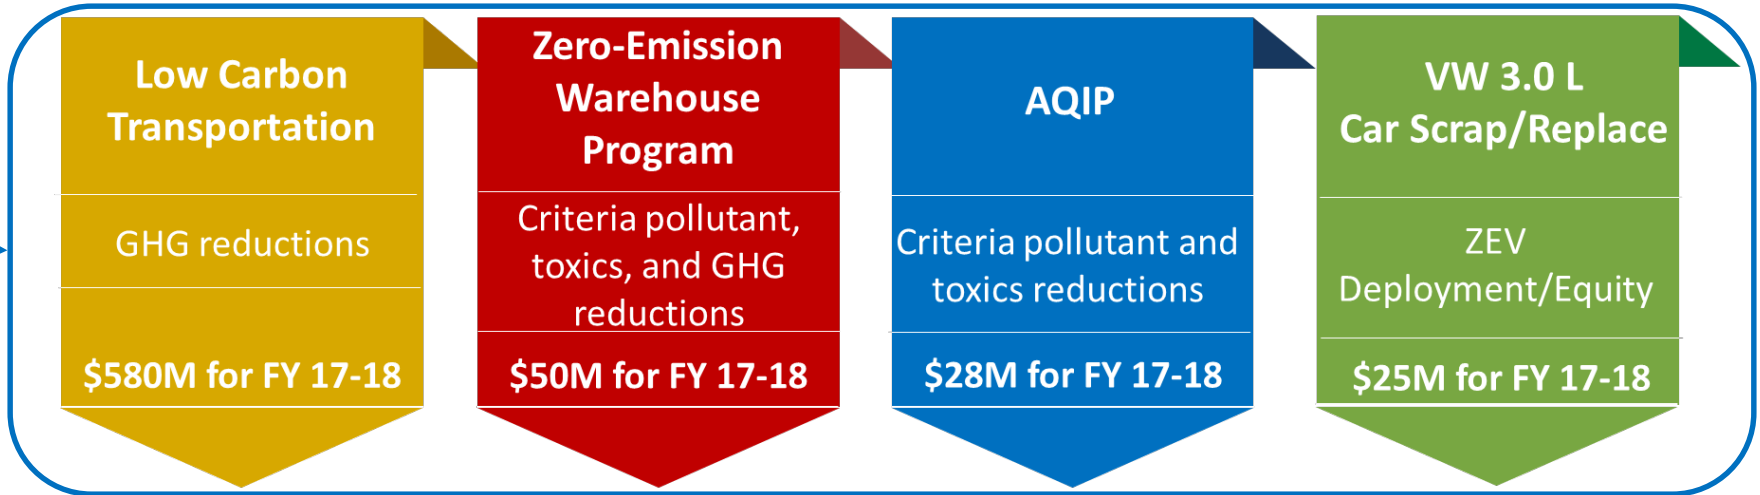 Low Carbon
Transportation
GHG reductions
$580M for FY 17-18
Zero-Emission
Warehouse
Program
Criteria pollutant,
toxics, and GHG
reductions
$50M for FY 17-18
AQIP
Criteria pollutant and
toxics reductions
$28M for FY 17-18
VW 3.0 L
Car Scrap/Replace
ZEV
Deployment/Equity
$25M for FY 17-18